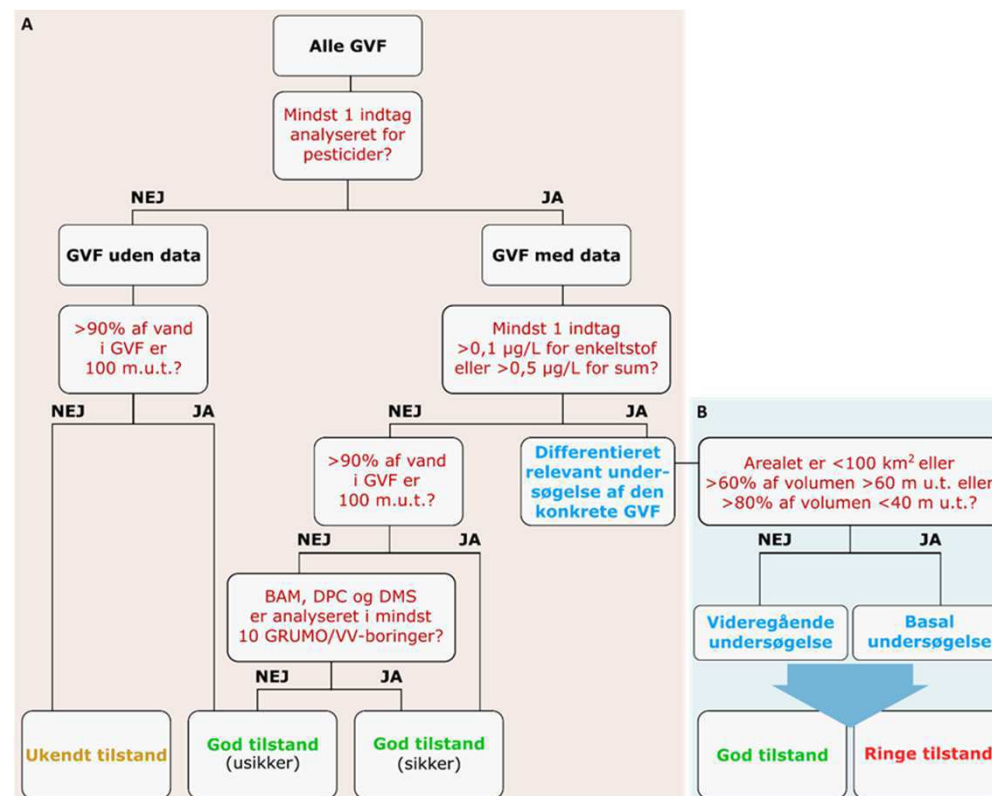 A
Alle GVF
Mindst 1 indtag
analyseret for
pesticider?
NEJ
JA
GVF uden data
GVF med data
>90% af vand
i GVF er
100 m.u.t.?
Mindst 1 indtag
>0,1 µg/L for enkeltstof
eller >0,5 µg/L for sum?
NEJ
JA
NEJ
JA
B
>90% af vand
i GVF er
100 m.u.t.?
Differentieret
relevant under-
søgelse af den
konkrete GVF
Arealet er <100 km² eller
>60% af volumen >60 m u.t. eller
>80% af volumen <40 m u.t.?
NEJ
JA
NEJ
JA
BAM, DPC og DMS
er analyseret i mindst
10 GRUMO/VV-boringer?
Videregående
undersøgelse
Basal
undersøgelse
NEJ
JA
Ukendt tilstand
God tilstand
(usikker)
God tilstand
(sikker)
God tilstand
Ringe tilstand